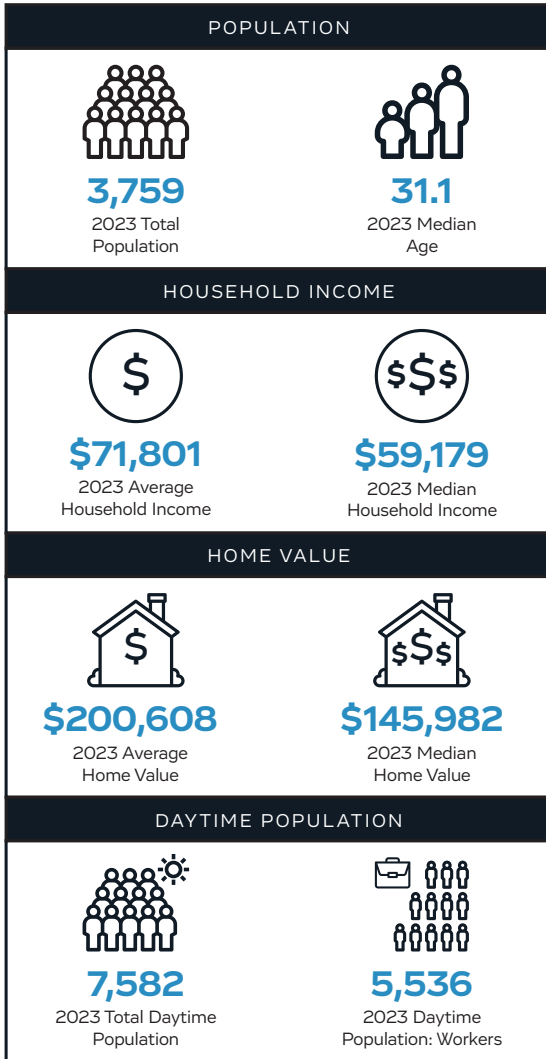 POPULATION
3,759
2023 Total
Population
31.1
2023 Median
Age
HOUSEHOLD INCOME
$
$71,801
2023 Average
Household Income
$$$
$59,179
2023 Median
Household Income
HOME VALUE
$
$200,608
2023 Average
Home Value
$$$
$145,982
2023 Median
Home Value
DAYTIME POPULATION
7,582
2023 Total Daytime
Population
5,536
2023 Daytime
Population: Workers